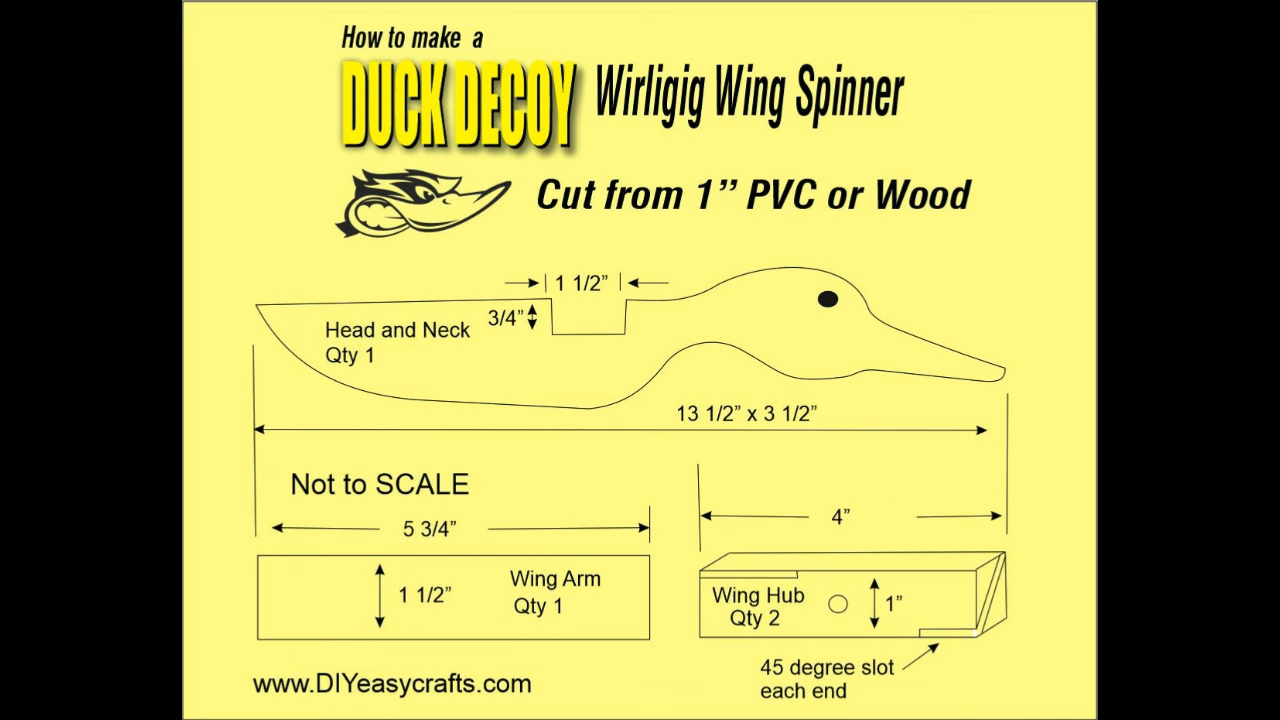 How to make a
DUCK DECOY Wirligig Wing Spinner
Cut from 1” PVC or Wood
1 1/2”
3/4”
Head and Neck
Qty 1
13 1/2” x 3 1/2”
Not to SCALE
5 3/4”
4”
Wing Arm
Qty 1
1 1/2”
Wing Hub
Qty 2
1”
45 degree slot
each end
www.DIYeasycrafts.com